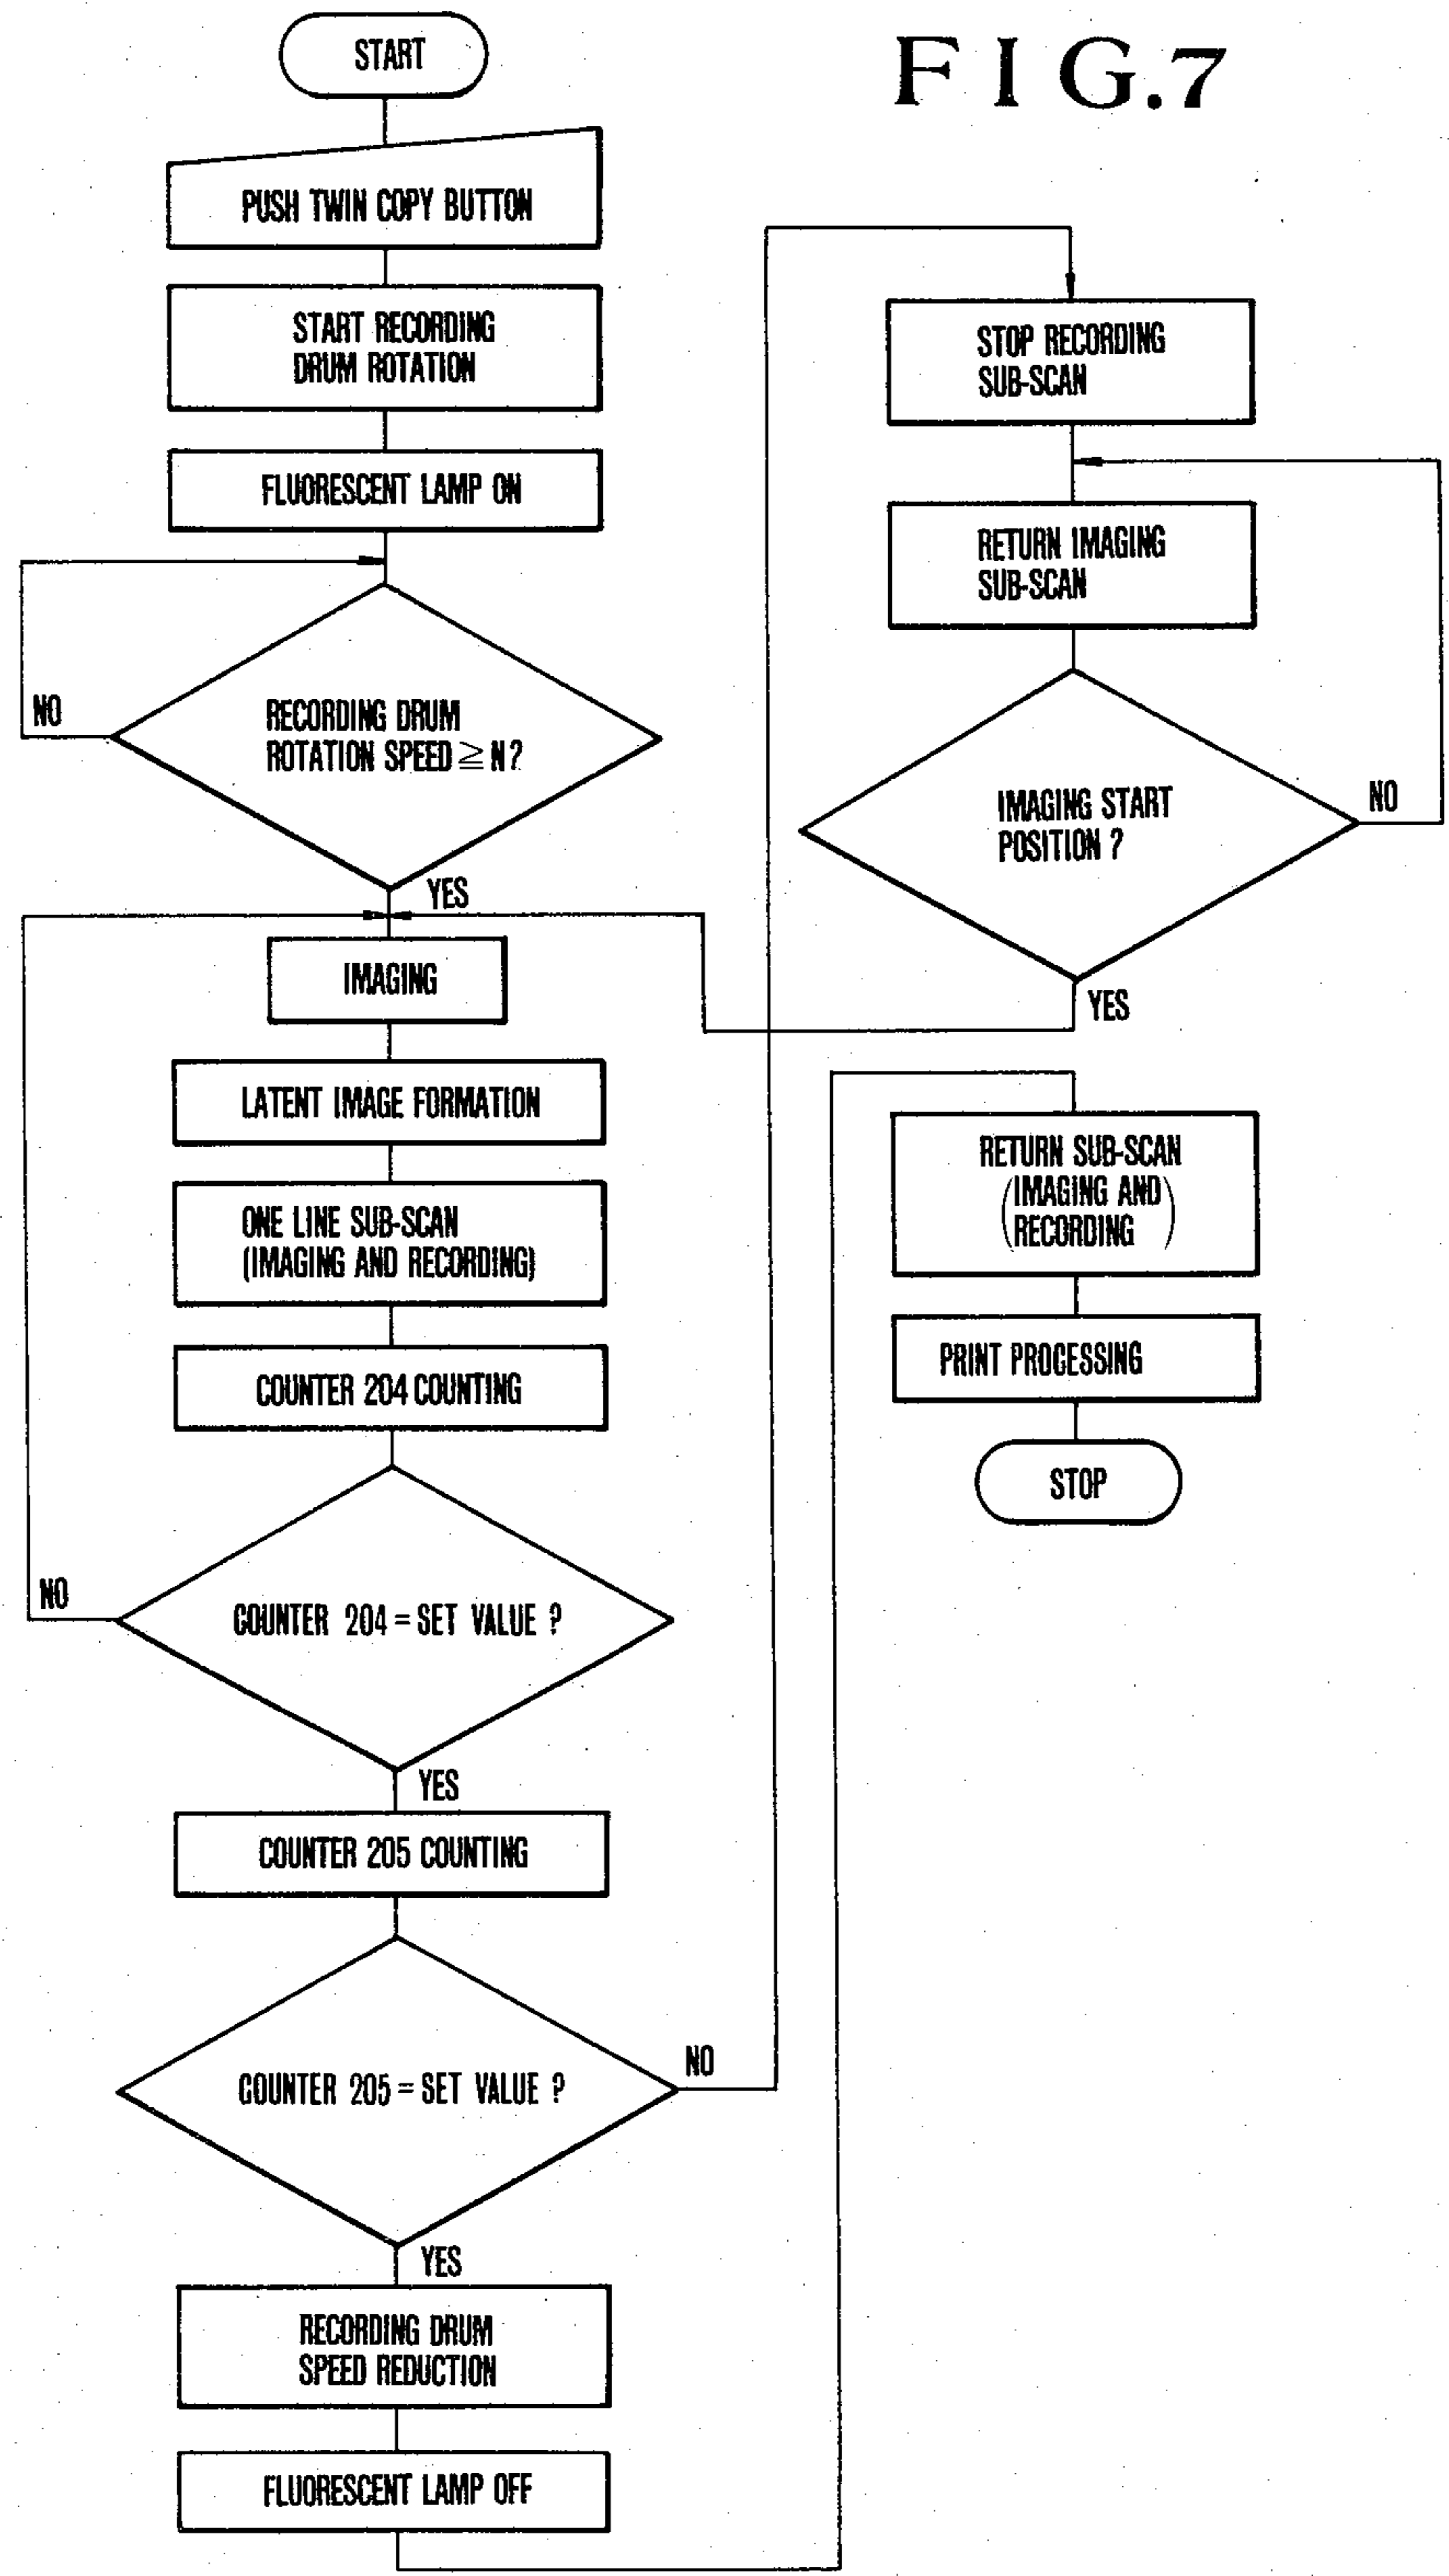 FIG.7
START
PUSH TWIN COPY BUTTON
START RECORDING
DRUM ROTATION
FLUORESCENT LAMP ON
NO
RECORDING DRUM
ROTATION SPEED ≧ N?
YES
IMAGING
LATENT IMAGE FORMATION
ONE LINE SUB-SCAN
(IMAGING AND RECORDING)
COUNTER 204 COUNTING
NO
COUNTER 204 = SET VALUE ?
YES
COUNTER 205 COUNTING
COUNTER 205 = SET VALUE ?
NO
YES
RECORDING DRUM
SPEED REDUCTION
FLUORESCENT LAMP OFF
STOP RECORDING
SUB-SCAN
RETURN IMAGING
SUB-SCAN
IMAGING START
POSITION ?
NO
YES
RETURN SUB-SCAN
(IMAGING AND
RECORDING)
PRINT PROCESSING
STOP